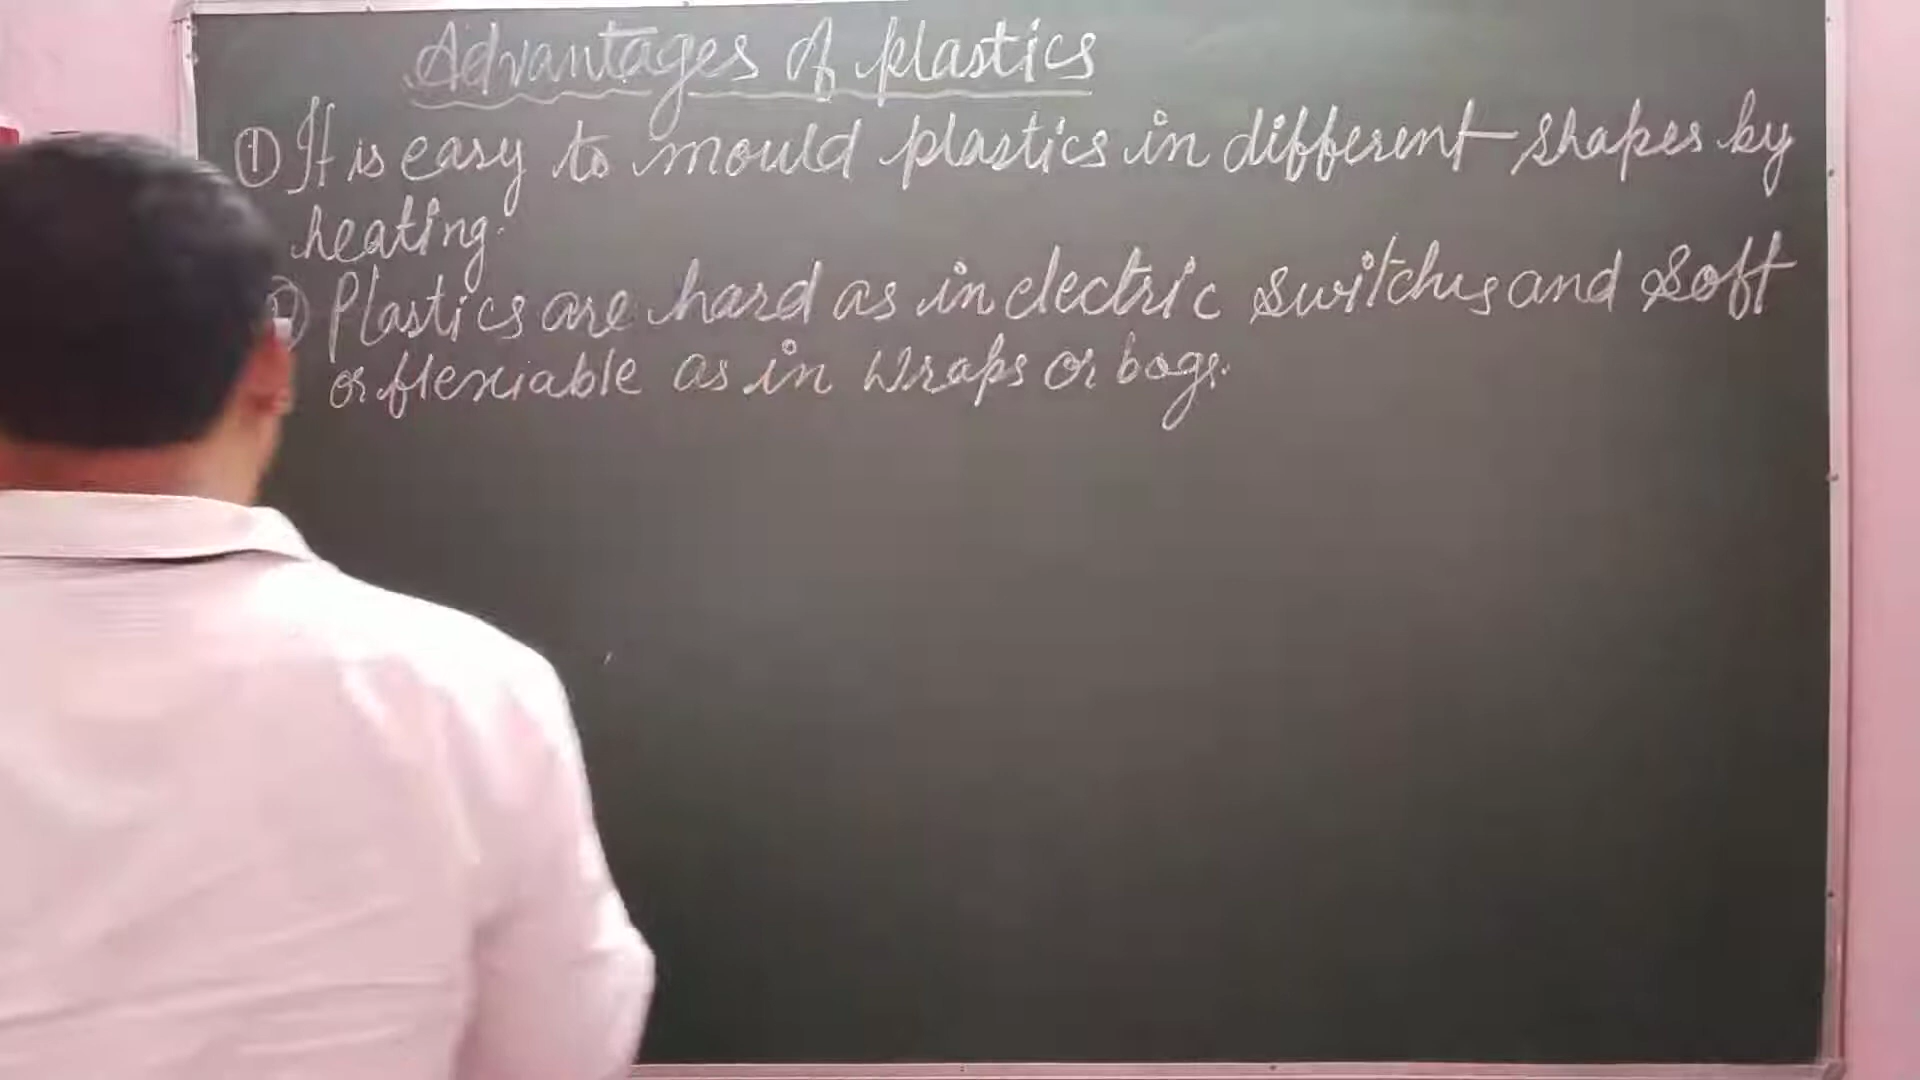 Advantages of plastics
① It is easy to mould plastics in different shapes by
heating.
② Plastics are hard as in electric switches and soft
or flexiable as in wraps or bags.